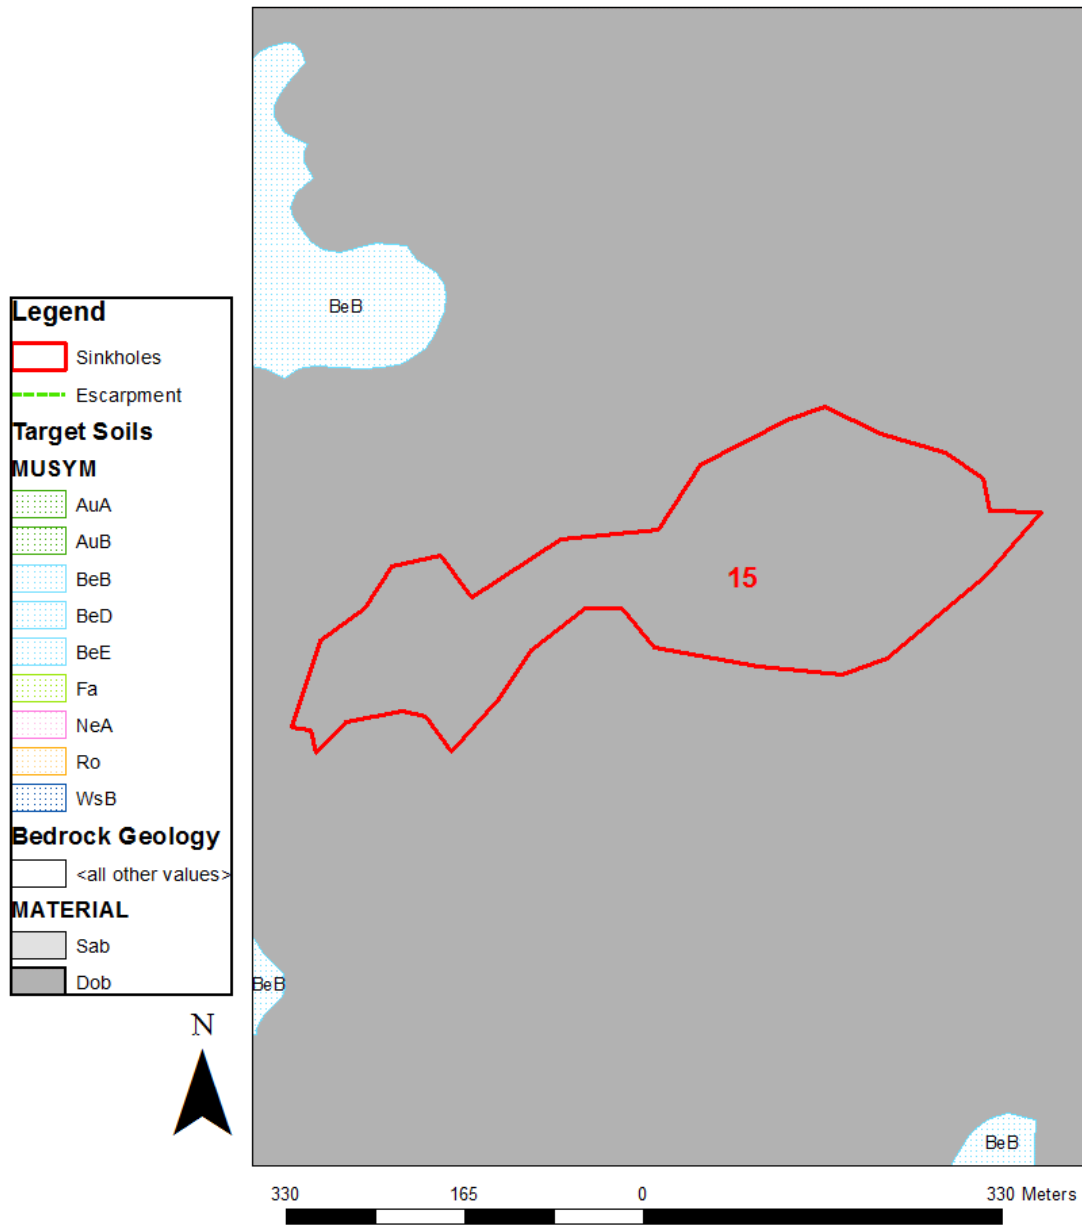 BeB
Legend
Sinkholes
Escarpment
Target Soils
MUSYM
AuA
AuB
BeB
BeD
BeE
Fa
NeA
Ro
WsB
Bedrock Geology
<all other values>
MATERIAL
Sab
Dob
15
BeB
N
BeB
330 165 0 330 Meters